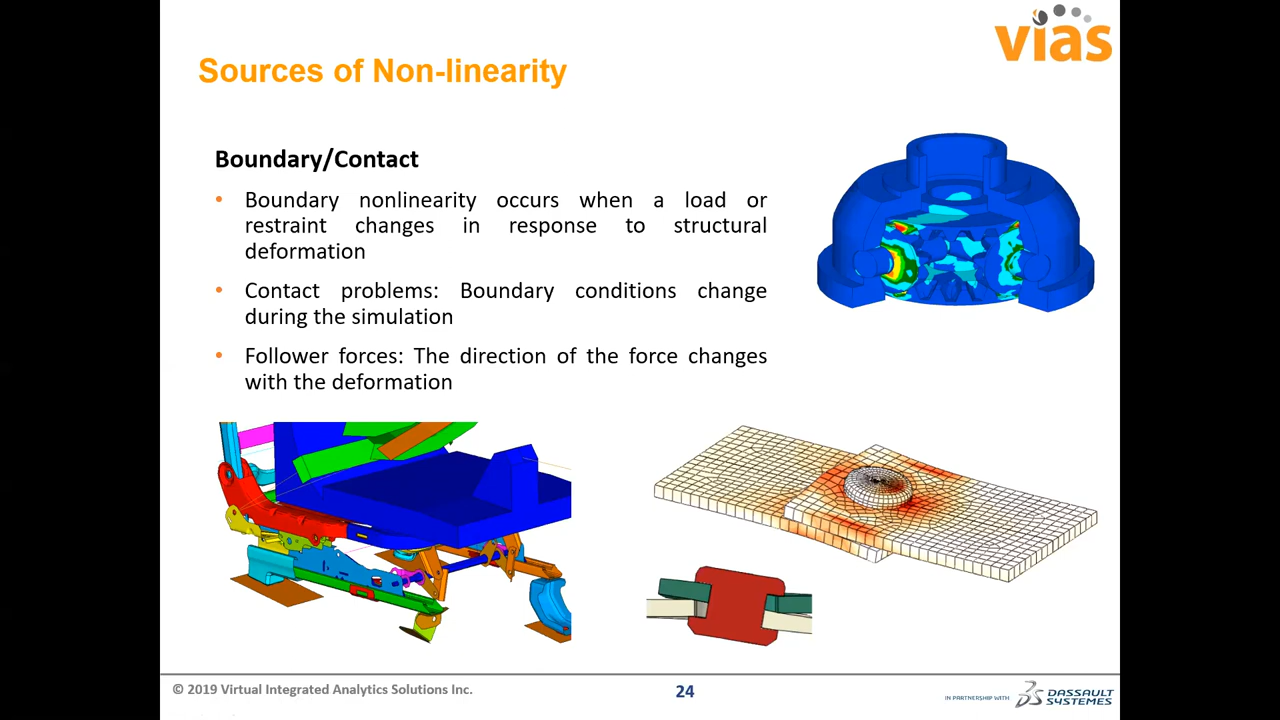 vias
Sources of Non-linearity
Boundary/Contact
• Boundary nonlinearity occurs when a load or
restraint changes in response to structural
deformation
• Contact problems: Boundary conditions change
during the simulation
• Follower forces: The direction of the force changes
with the deformation
© 2019 Virtual Integrated Analytics Solutions Inc.
24
IN PARTNERSHIP WITH
DASSAULT
SYSTEMES